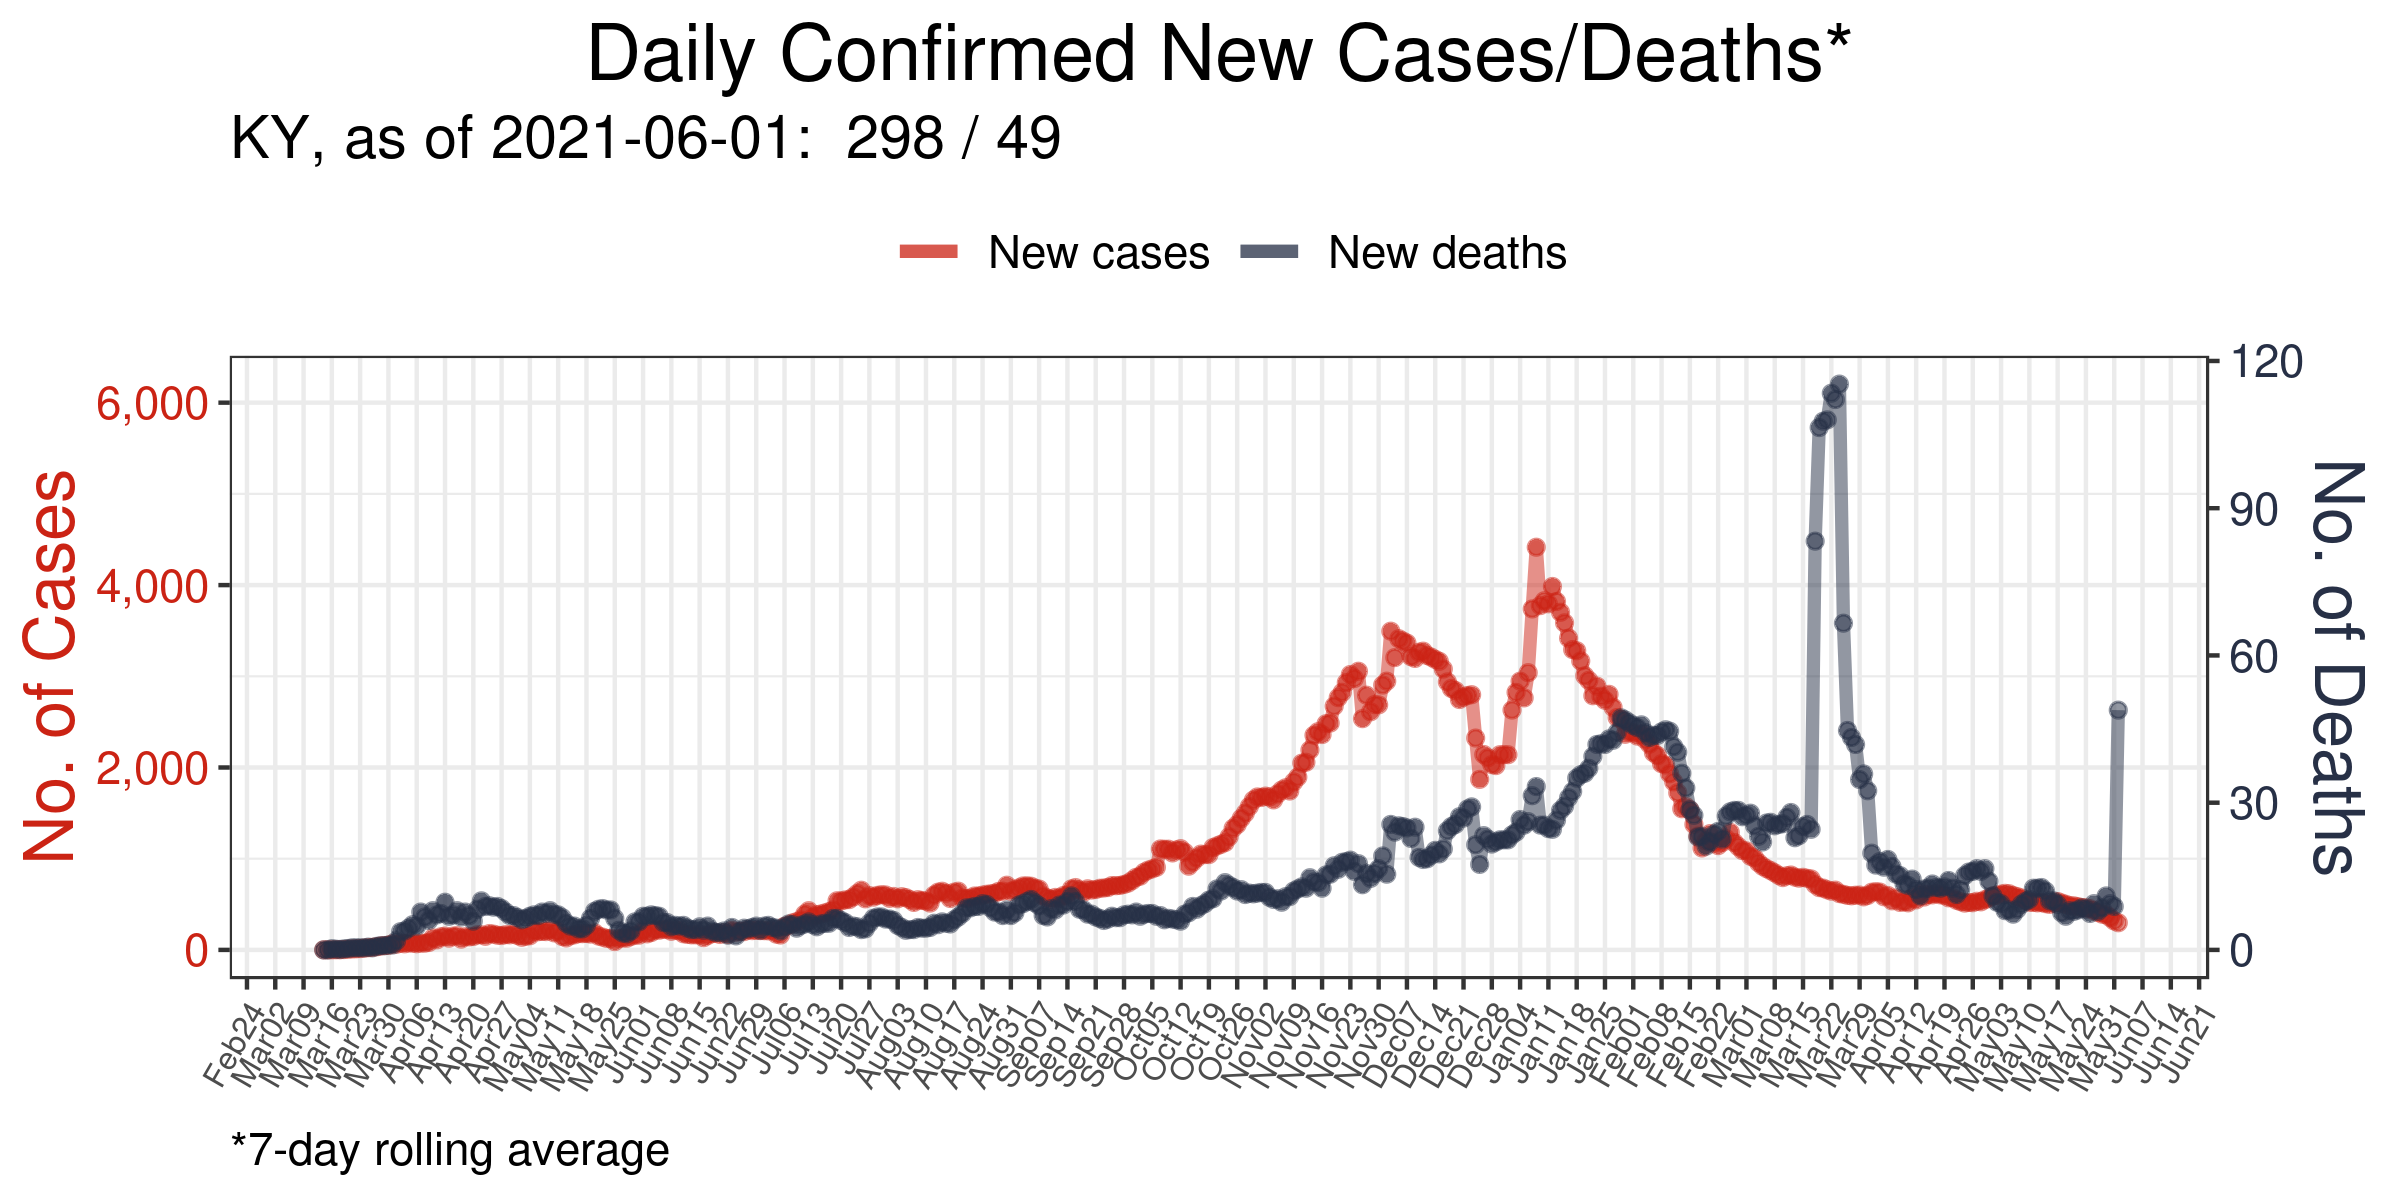 Daily Confirmed New Cases/Deaths*
KY, as of 2021-06-01:  298 / 49
New cases
New deaths
No. of Cases
6,000
4,000
2,000
0
120
90
60
30
0
No. of Deaths
Feb24
Mar02
Mar09
Mar16
Mar23
Mar30
Apr06
Apr13
Apr20
Apr27
May04
May11
May18
May25
Jun01
Jun08
Jun15
Jun22
Jun29
Jul06
Jul13
Jul20
Jul27
Aug03
Aug10
Aug17
Aug24
Aug31
Sep07
Sep14
Sep21
Sep28
Oct05
Oct12
Oct19
Oct26
Nov02
Nov09
Nov16
Nov23
Nov30
Dec07
Dec14
Dec21
Dec28
Jan04
Jan11
Jan18
Jan25
Feb01
Feb08
Feb15
Feb22
Mar01
Mar08
Mar15
Mar22
Mar29
Apr05
Apr12
Apr19
Apr26
May03
May10
May17
May24
May31
Jun07
Jun14
Jun21
*7-day rolling average